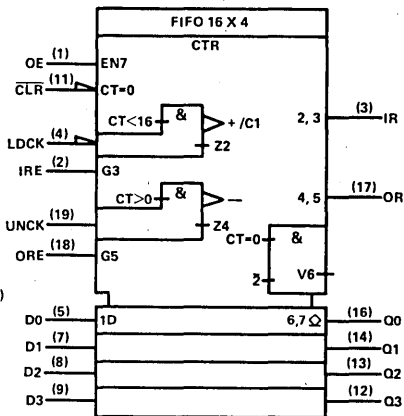 FIFO 16 X 4
CTR
OE (1) EN7
CLR (11) CT=0
CT<16 & +/C1
LDCK (4) Z2
2, 3 (3) IR
IRE (2) G3
CT>0 & −
4, 5 (17) OR
UNCK (19) Z4
ORE (18) G5
CT=0 &
2 V6
)
D0 (5) 1D 6,7 (16) Q0
D1 (7) (14) Q1
D2 (8) (13) Q2
D3 (9) (12) Q3